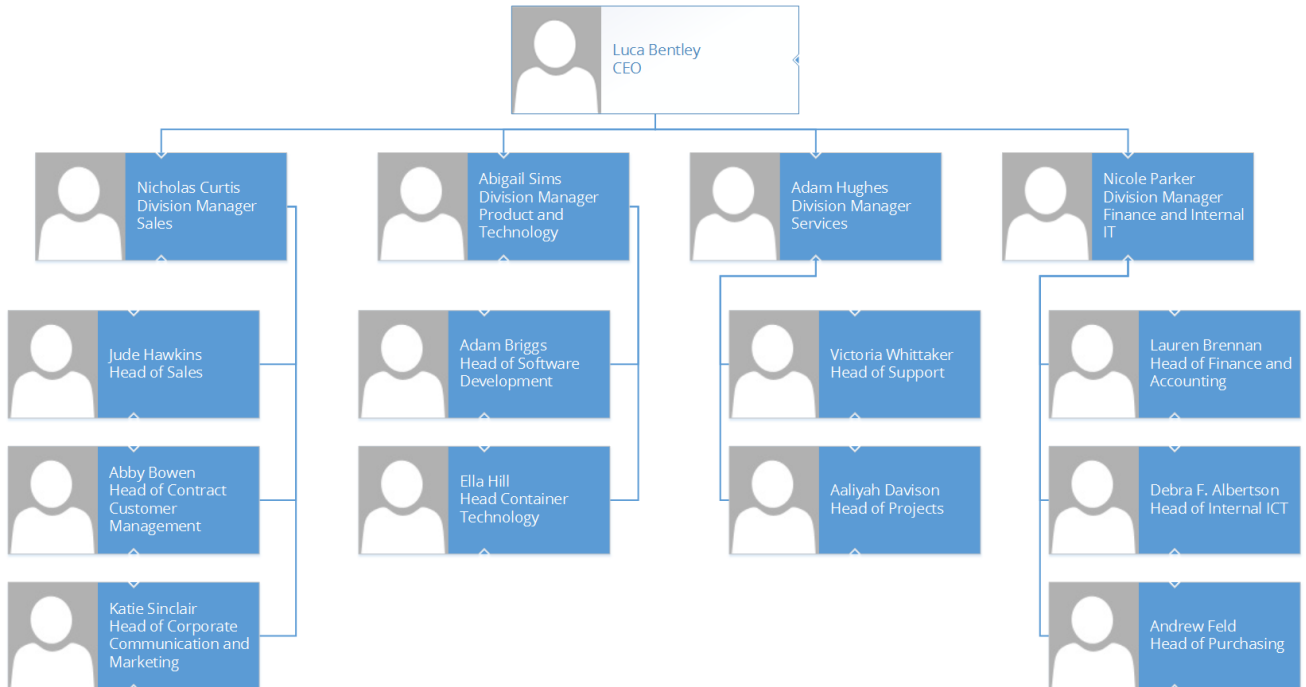 Luca Bentley
CEO
Nicholas Curtis
Division Manager
Sales
Abigail Sims
Division Manager
Product and
Technology
Adam Hughes
Division Manager
Services
Nicole Parker
Division Manager
Finance and Internal
IT
Jude Hawkins
Head of Sales
Adam Briggs
Head of Software
Development
Victoria Whittaker
Head of Support
Lauren Brennan
Head of Finance and
Accounting
Abby Bowen
Head of Contract
Customer
Management
Ella Hill
Head Container
Technology
Aaliyah Davison
Head of Projects
Debra F. Albertson
Head of Internal ICT
Katie Sinclair
Head of Corporate
Communication and
Marketing
Andrew Feld
Head of Purchasing